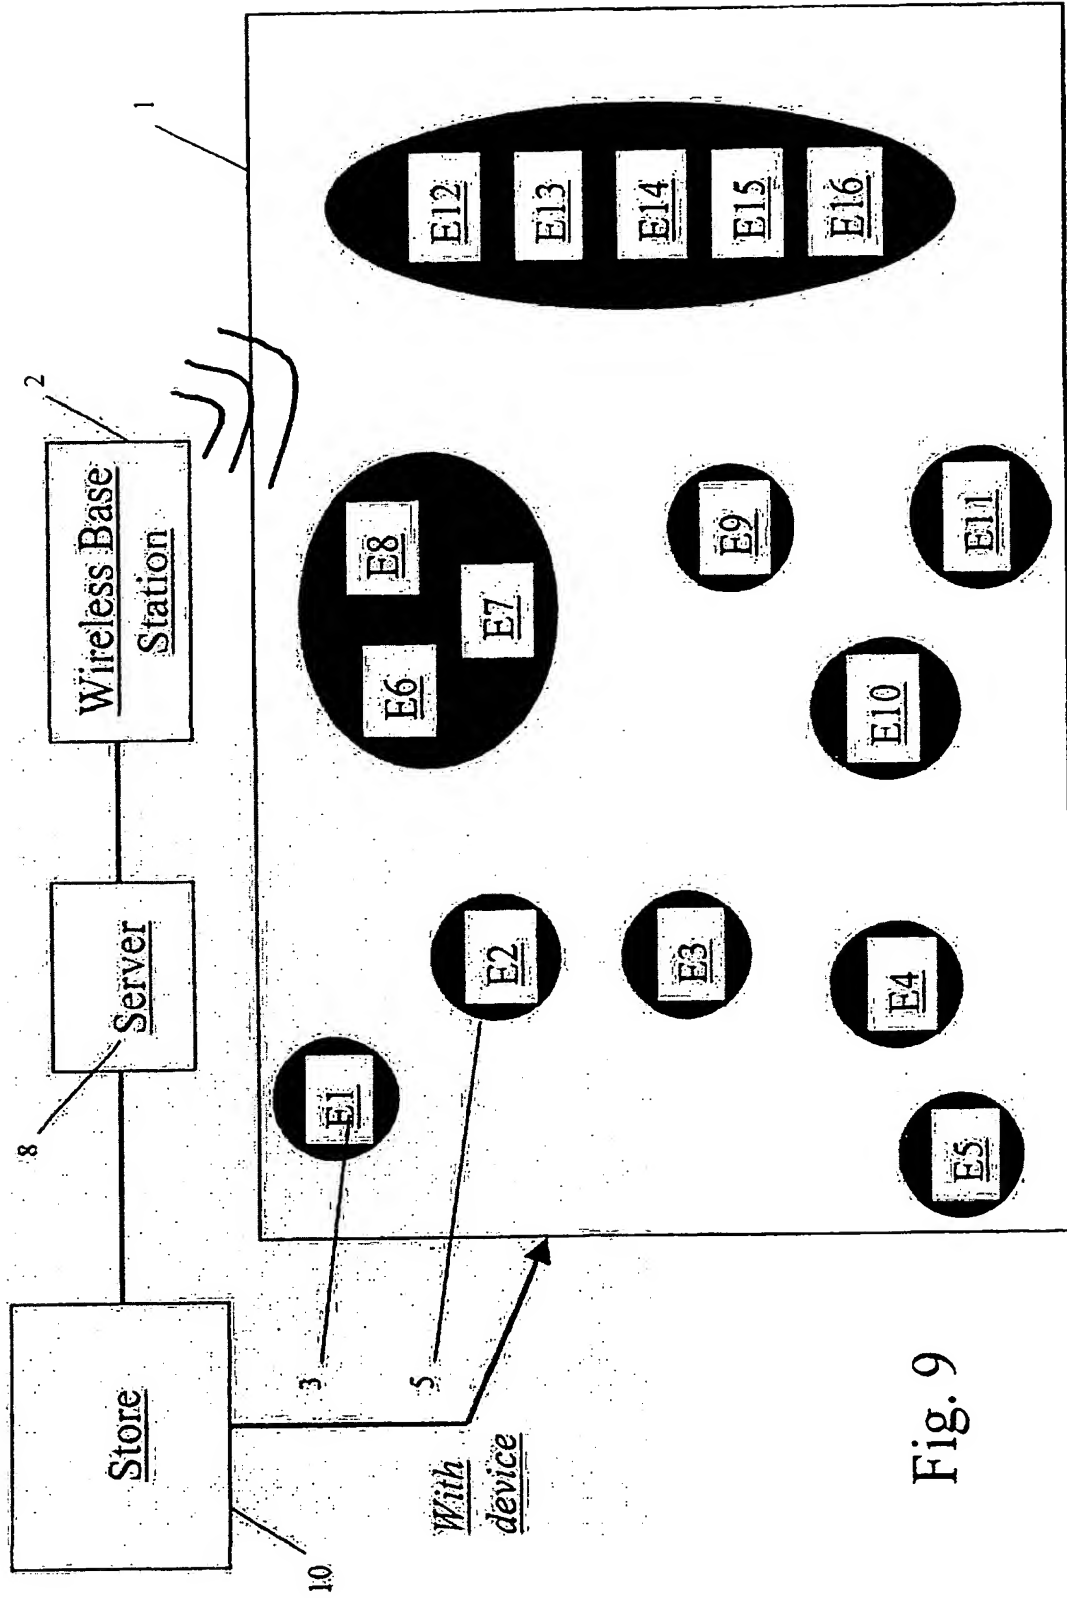 Store
Server
Wireless Base
Station
10
8
2
1
With
device
3
5
E1
E2
E3
E4
E5
E6
E7
E8
E9
E10
E11
E12
E13
E14
E15
E16
Fig. 9